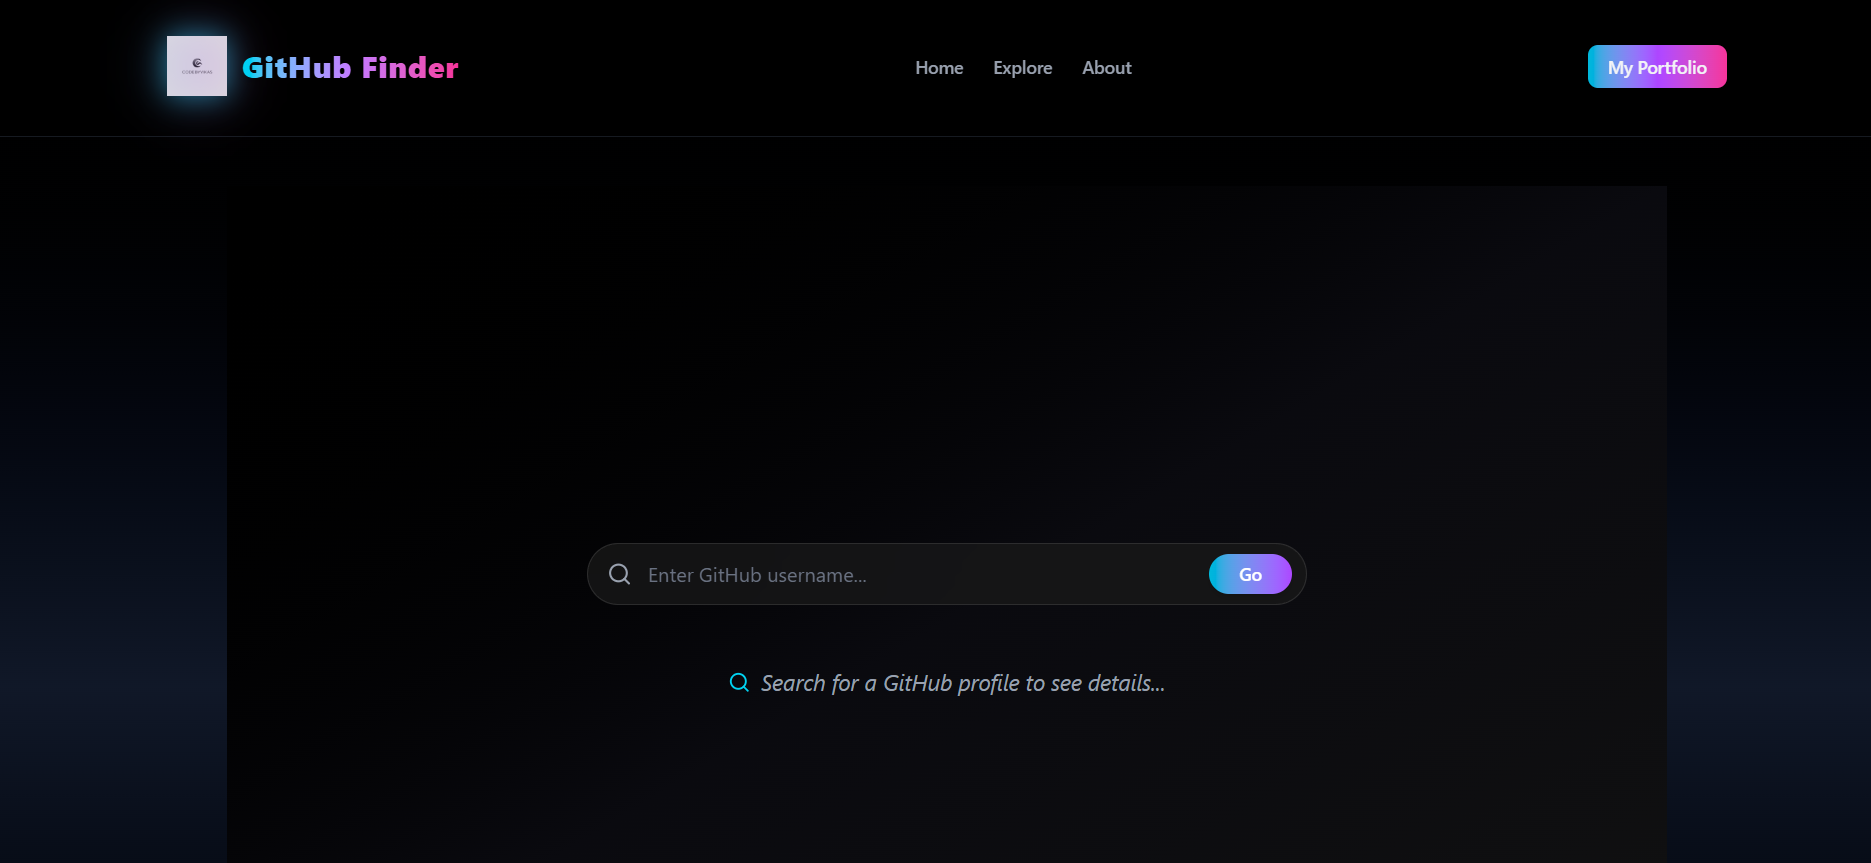 GitHub Finder
Home
Explore
About
My Portfolio
Enter GitHub username...
Go
Search for a GitHub profile to see details...